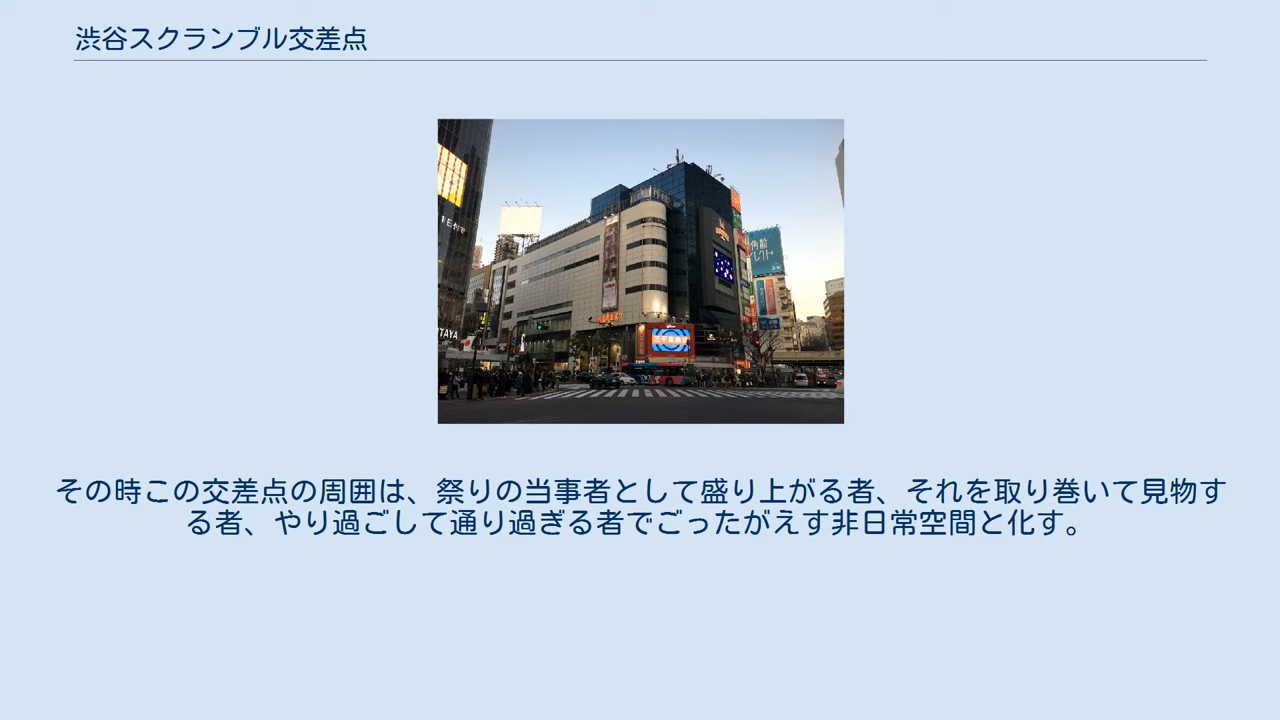 渋谷スクランブル交差点
TAYA
その時この交差点の周囲は、祭りの当事者として盛り上がる者、それを取り巻いて見物す
る者、やり過ごして通り過ぎる者でごったがえす非日常空間と化す。